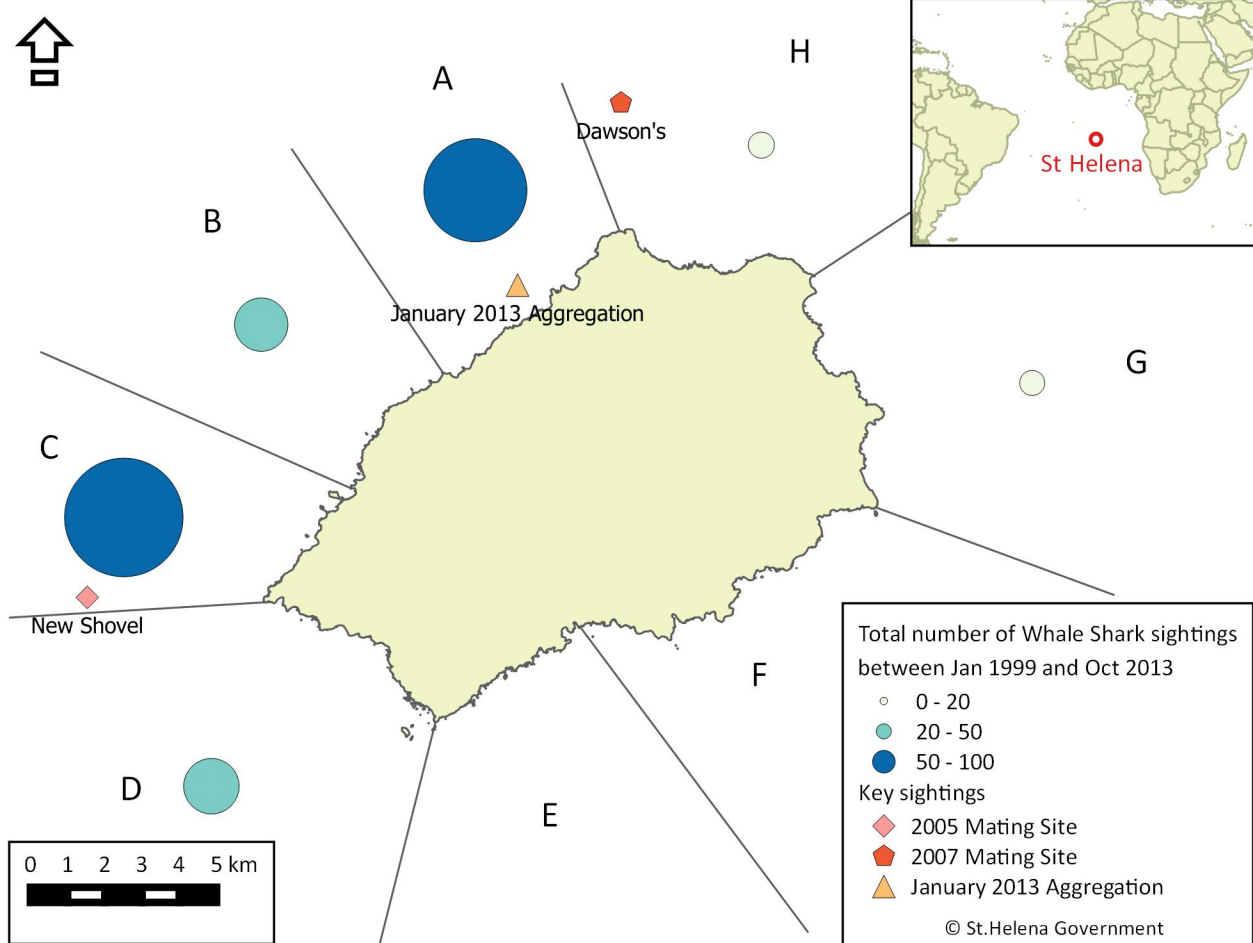 H
A
Dawson's
St Helena
B
January 2013 Aggregation
G
C
New Shovel
Total number of Whale Shark sightings
between Jan 1999 and Oct 2013
0 - 20
20 - 50
50 - 100
Key sightings
2005 Mating Site
2007 Mating Site
January 2013 Aggregation
© St.Helena Government
F
D
E
0 1 2 3 4 5 km